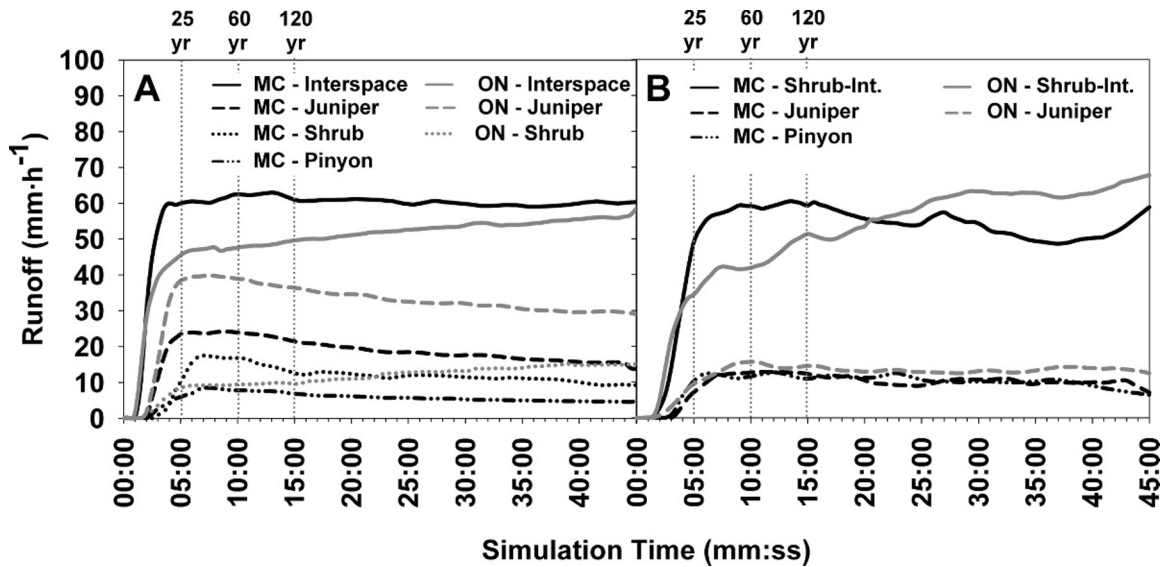 25 60 120
yr yr yr
25 60 120
yr yr yr
Runoff (mm·h-1)
100
90
80
70
60
50
40
30
20
10
0
A
MC - Interspace ON - Interspace
MC - Juniper ON - Juniper
MC - Shrub ON - Shrub
MC - Pinyon
B
MC - Shrub-Int. ON - Shrub-Int.
MC - Juniper ON - Juniper
MC - Pinyon
00:00 05:00 10:00 15:00 20:00 25:00 30:00 35:00 40:00 00:00 05:00 10:00 15:00 20:00 25:00 30:00 35:00 40:00 45:00
Simulation Time (mm:ss)